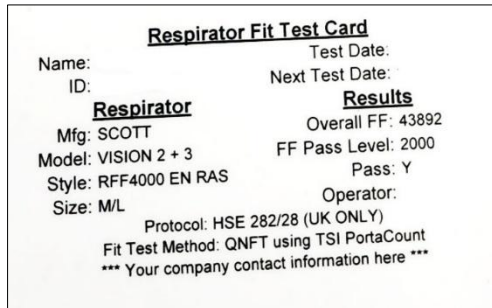 Respirator Fit Test Card
Name:
Test Date:
ID:
Next Test Date:
Respirator
Results
Mfg: SCOTT
Overall FF: 43892
Model: VISION 2 + 3
FF Pass Level: 2000
Style: RFF4000 EN RAS
Pass: Y
Size: M/L
Operator:
Protocol: HSE 282/28 (UK ONLY)
Fit Test Method: QNFT using TSI PortaCount
*** Your company contact information here ***